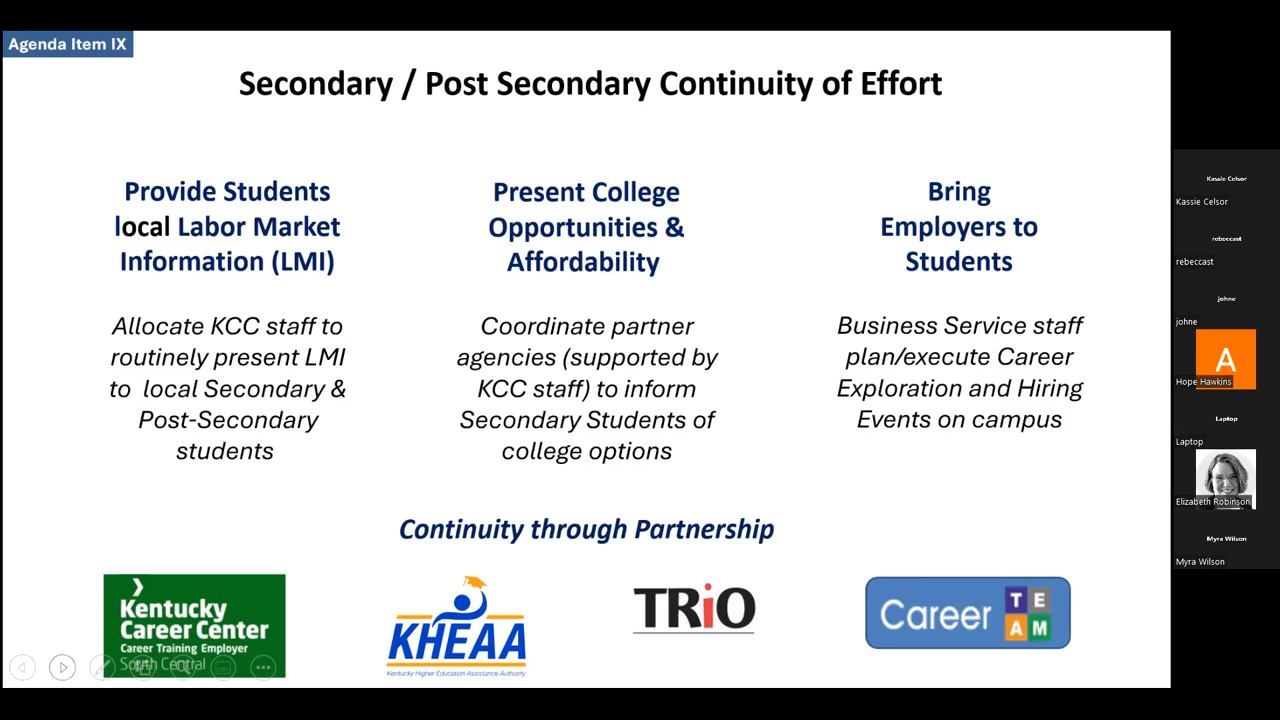 Agenda Item IX
Secondary / Post Secondary Continuity of Effort
Provide Students
local Labor Market
Information (LMI)
Allocate KCC staff to
routinely present LMI
to local Secondary &
Post-Secondary
students
Present College
Opportunities &
Affordability
Coordinate partner
agencies (supported by
KCC staff) to inform
Secondary Students of
college options
Bring
Employers to
Students
Business Service staff
plan/execute Career
Exploration and Hiring
Events on campus
Continuity through Partnership
Kentucky
Career Center
Career Training Employer
South Central
KHEAA
Kentucky Higher Education Assistance Authority
TRiO
Career
TE
AM
Kassie Celsor
Kassie Celsor
rebeccast
rebeccast
johne
johne
A
Hope Hawkins
Laptop
Laptop
Elizabeth Robinson
Myra Wilson
Myra Wilson